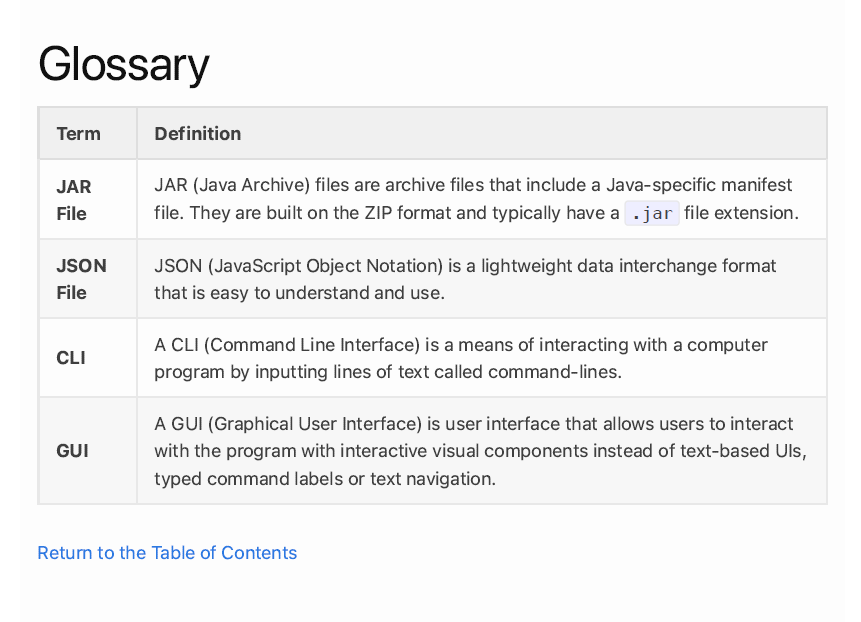 Glossary
Term Definition
JAR File
JAR (Java Archive) files are archive files that include a Java-specific manifest
file. They are built on the ZIP format and typically have a .jar file extension.
JSON File
JSON (JavaScript Object Notation) is a lightweight data interchange format
that is easy to understand and use.
CLI
A CLI (Command Line Interface) is a means of interacting with a computer
program by inputting lines of text called command-lines.
GUI
A GUI (Graphical User Interface) is user interface that allows users to interact
with the program with interactive visual components instead of text-based UIs,
typed command labels or text navigation.
Return to the Table of Contents